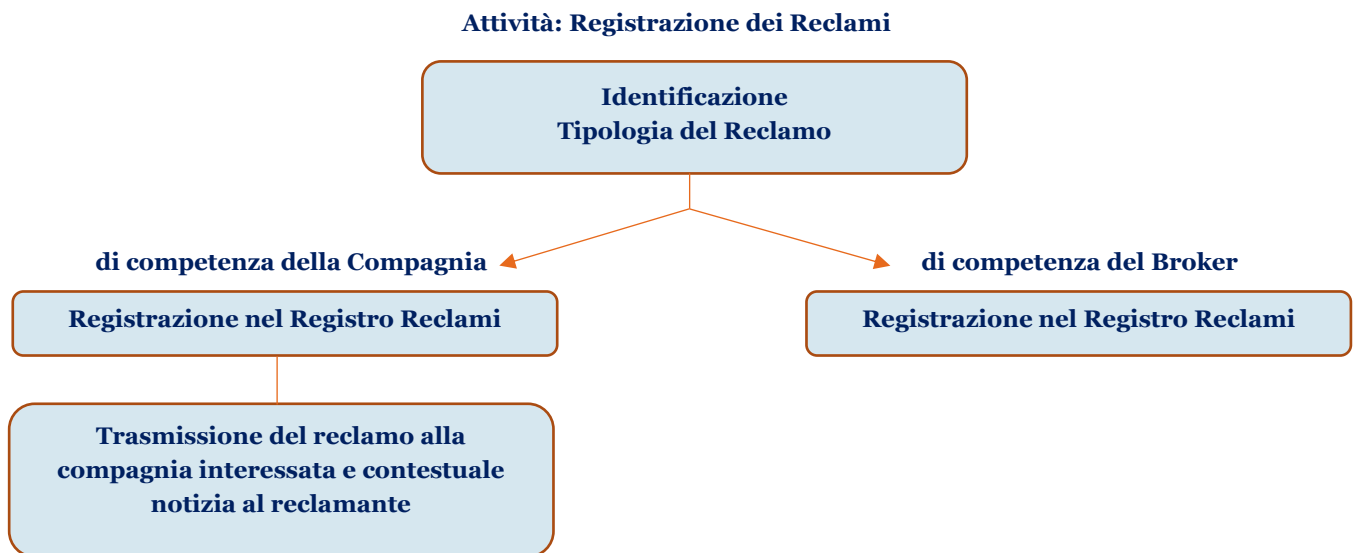 Attività: Registrazione dei Reclami
Identificazione
Tipologia del Reclamo
di competenza della Compagnia
di competenza del Broker
Registrazione nel Registro Reclami
Registrazione nel Registro Reclami
Trasmissione del reclamo alla
compagnia interessata e contestuale
notizia al reclamante